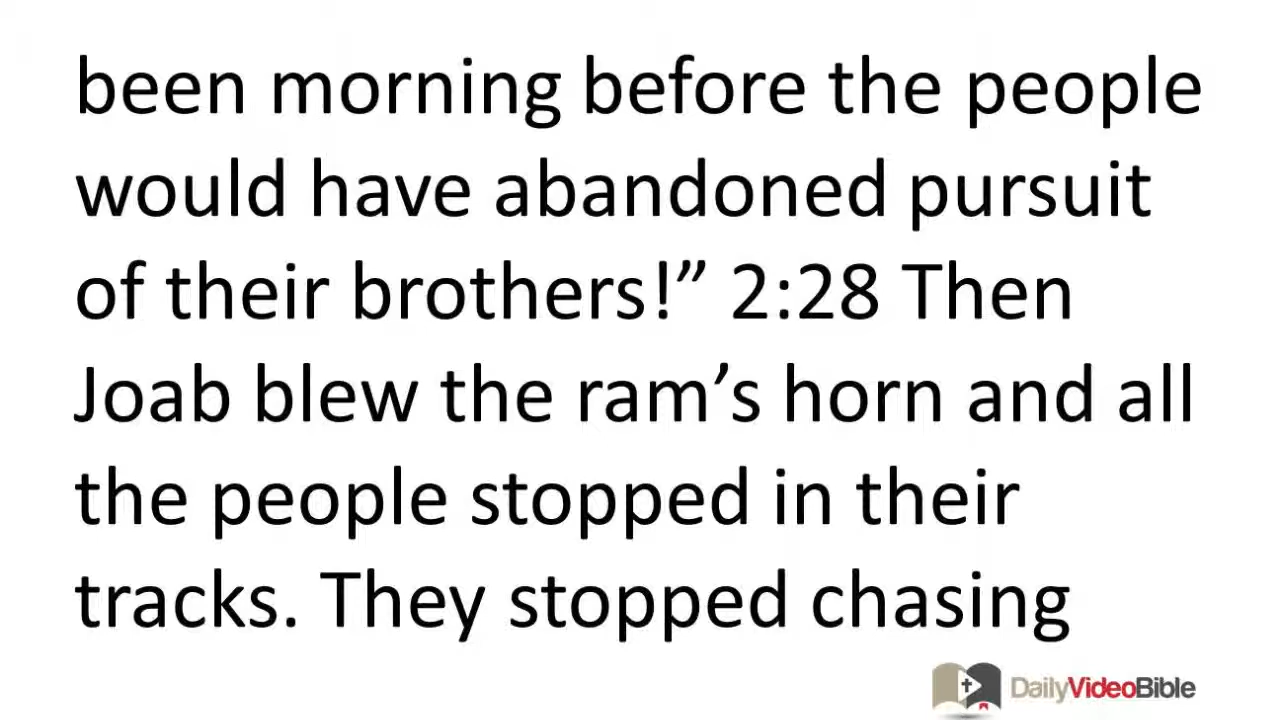 been morning before the people
would have abandoned pursuit
of their brothers!” 2:28 Then
Joab blew the ram’s horn and all
the people stopped in their
tracks. They stopped chasing
DailyVideoBible